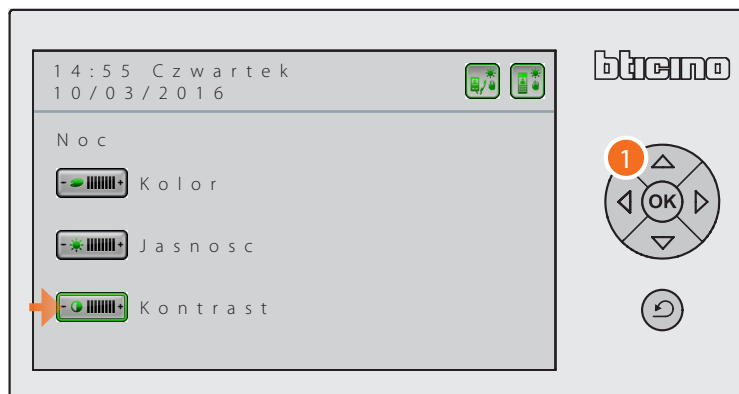 14:55 Czwartek
10/03/2016
bticino
Noc
Kolor
Jasnosc
Kontrast
1
OK